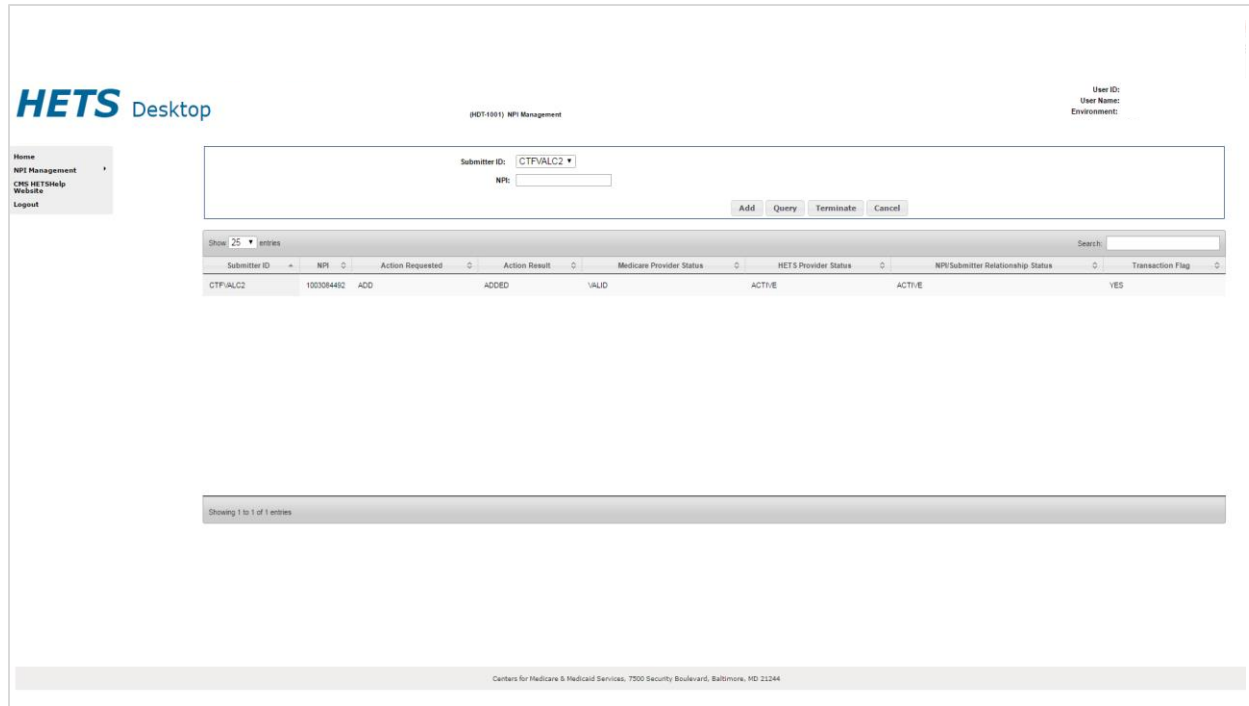 HETS Desktop
(HDT-1001) NPI Management
User ID:
User Name:
Environment:
Home
NPI Management
CMS HETSHelp
Website
Logout
Submitter ID: CTFVALC2
NPI:
Add Query Terminate Cancel
Show 25 entries Search:
Submitter ID NPI Action Requested Action Result Medicare Provider Status HETS Provider Status NPI/Submitter Relationship Status Transaction Flag
CTFVALC2 1003084492 ADD ADDED VALID ACTIVE ACTIVE YES
Showing 1 to 1 of 1 entries
Centers for Medicare & Medicaid Services, 7500 Security Boulevard, Baltimore, MD 21244